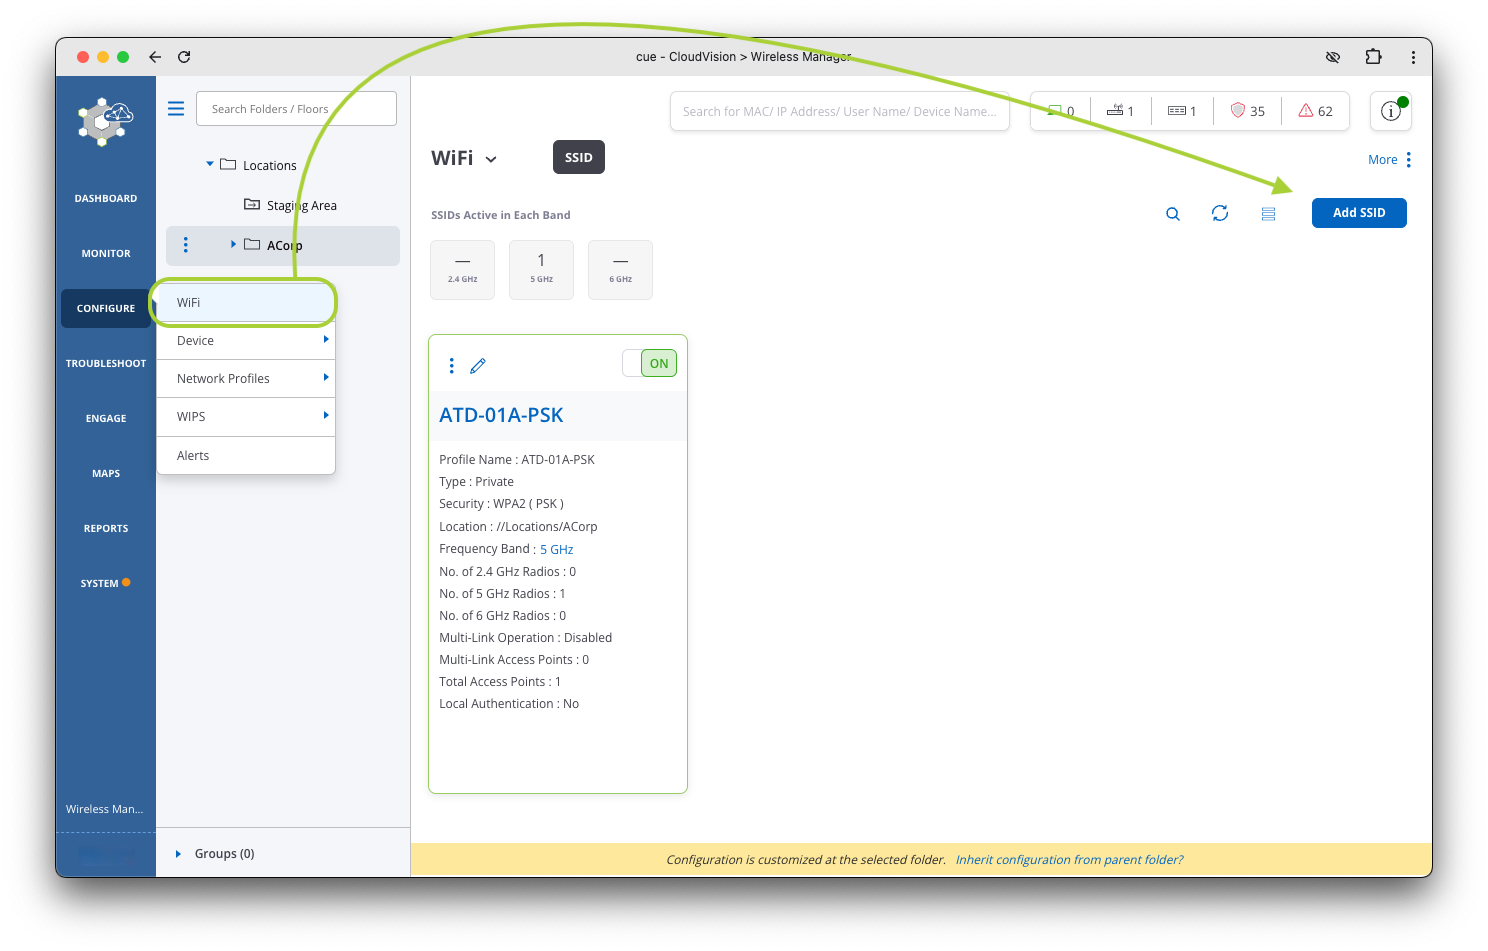 cue – CloudVision > Wireless Manager
Search Folders / Floors
Search for MAC/ IP Address/ User Name/ Device Name...
0
1
1
35
62
DASHBOARD
MONITOR
CONFIGURE
TROUBLESHOOT
ENGAGE
MAPS
REPORTS
SYSTEM
Wireless Man...
Locations
Staging Area
ACorp
WiFi
Device
Network Profiles
WIPS
Alerts
Groups (0)
WiFi
SSID
More
SSIDs Active in Each Band
Add SSID
—
2.4 GHz
1
5 GHz
—
6 GHz
ON
ATD-01A-PSK
Profile Name : ATD-01A-PSK
Type : Private
Security : WPA2 ( PSK )
Location : //Locations/ACorp
Frequency Band : 5 GHz
No. of 2.4 GHz Radios : 0
No. of 5 GHz Radios : 1
No. of 6 GHz Radios : 0
Multi-Link Operation : Disabled
Multi-Link Access Points : 0
Total Access Points : 1
Local Authentication : No
Configuration is customized at the selected folder. Inherit configuration from parent folder?